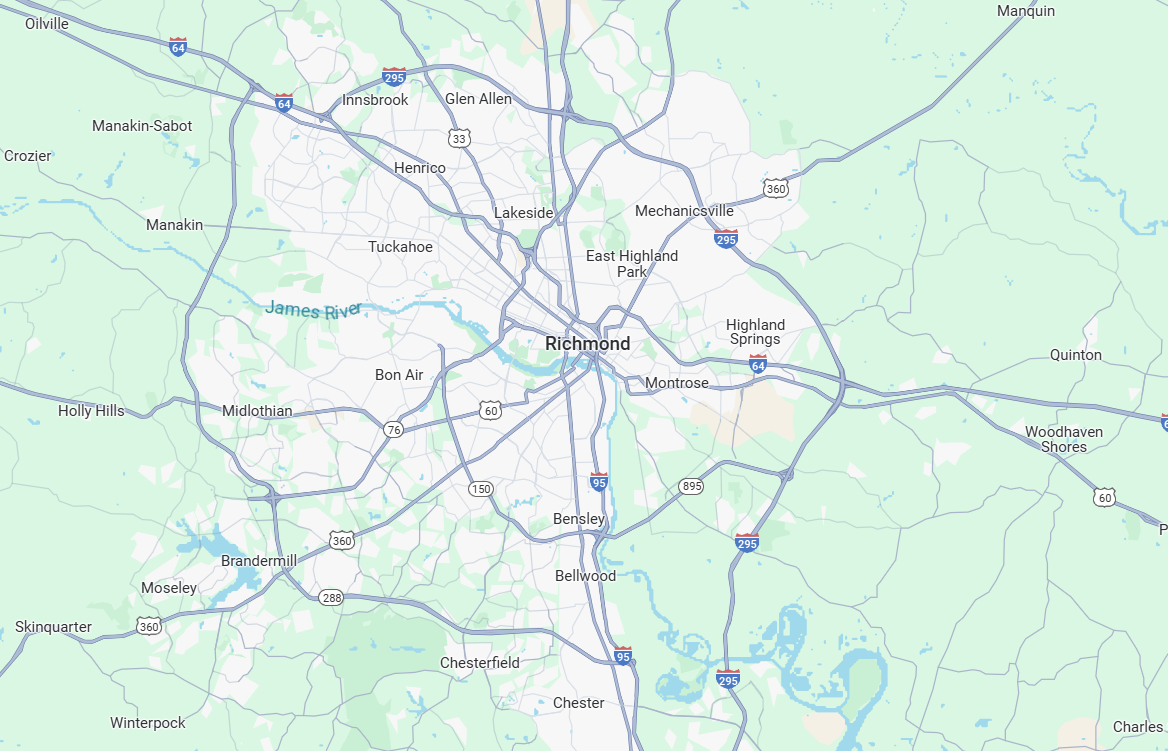 Oilville
Manquin
64
295
Innsbrook
Glen Allen
64
Manakin-Sabot
33
Crozier
Henrico
360
Lakeside
Mechanicsville
Manakin
Tuckahoe
295
East Highland
Park
James River
Highland
Springs
Richmond
Quinton
64
Bon Air
Montrose
Holly Hills
Midlothian
60
76
Woodhaven
Shores
95
150
895
60
Bensley
360
295
Brandermill
Bellwood
Moseley
288
Skinquarter
360
95
Chesterfield
295
Chester
Winterpock
Charles